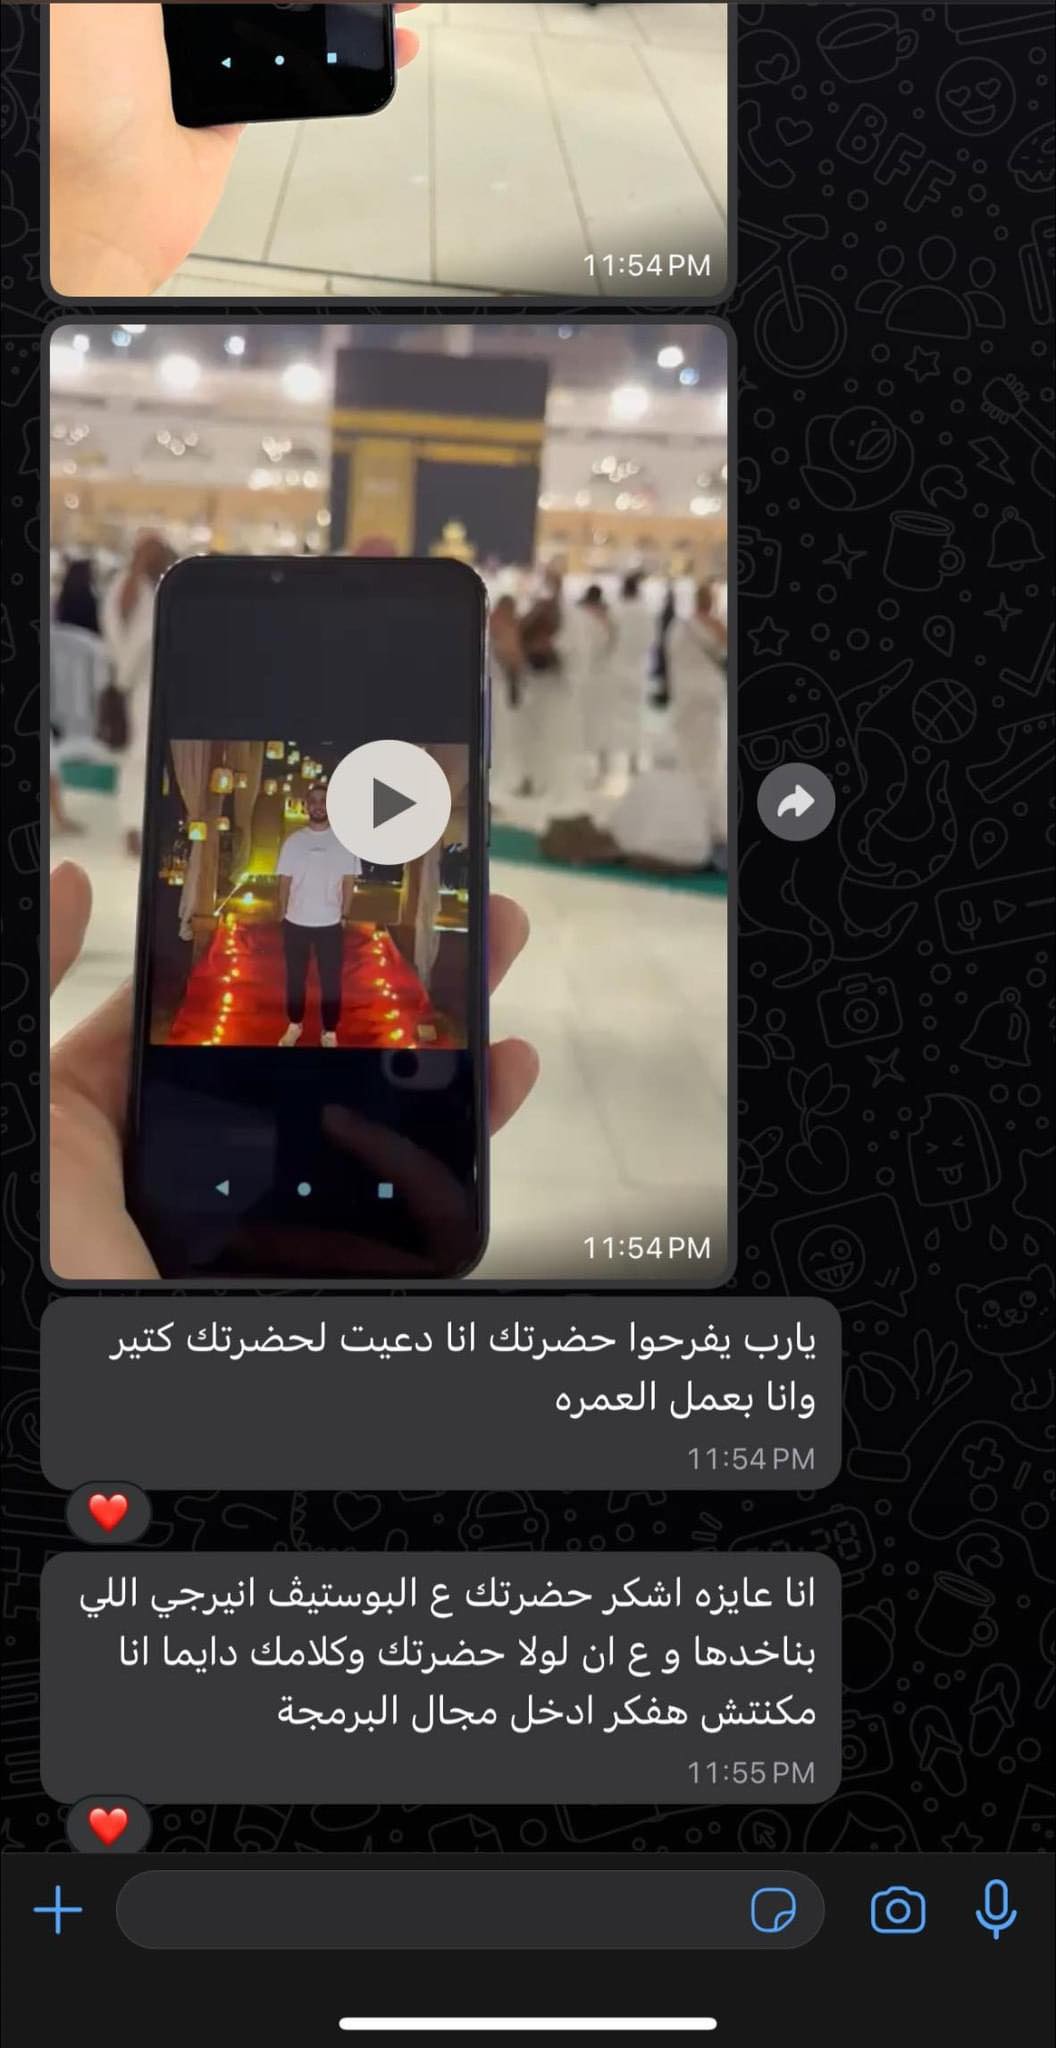 BFF
11:54 PM
11:54 PM
يارب يفرحوا حضرتك انا دعيت لحضرتك كتير
وانا بعمل العمره
11:54 PM
انا عايزه اشكر حضرتك ع البوستيڤ انيرجي اللي
بناخدها و ع ان لولا حضرتك وكلامك دايما انا
مكنتش هفكر ادخل مجال البرمجة
11:55 PM